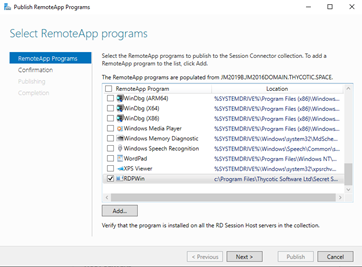 Publish RemoteApp Programs
Select RemoteApp programs
RemoteApp Programs
Confirmation
Publishing
Completion
Select the RemoteApp programs to publish to the Session Connector collection. To add a
RemoteApp program to the list, click Add.
The RemoteApp programs are populated from JM2019BJM2016DOMAIN.THYCOTIC.SPACE.
RemoteApp Program Location
WinDbg (ARM64) %SYSTEMDRIVE%\Program Files (x86)\Windows...
WinDbg (X64) %SYSTEMDRIVE%\Program Files (x86)\Windows...
WinDbg (X86) %SYSTEMDRIVE%\Program Files (x86)\Windows...
Windows Media Player %SYSTEMDRIVE%\Program Files (x86)\Windows...
Windows Memory Diagnostic %SYSTEMDRIVE%\Windows\system32\MdSche...
Windows Speech Recognition %SYSTEMDRIVE%\Windows\Speech\Common\s...
WordPad %SYSTEMDRIVE%\Program Files\Windows NT\...
XPS Viewer %SYSTEMDRIVE%\Windows\system32\xpsrchv...
RDPWin c:\Program Files\Thycotic Software Ltd\Secret S...
Add...
Verify that the program is installed on all the RD Session Host servers in the collection.
< Previous Next > Publish Cancel